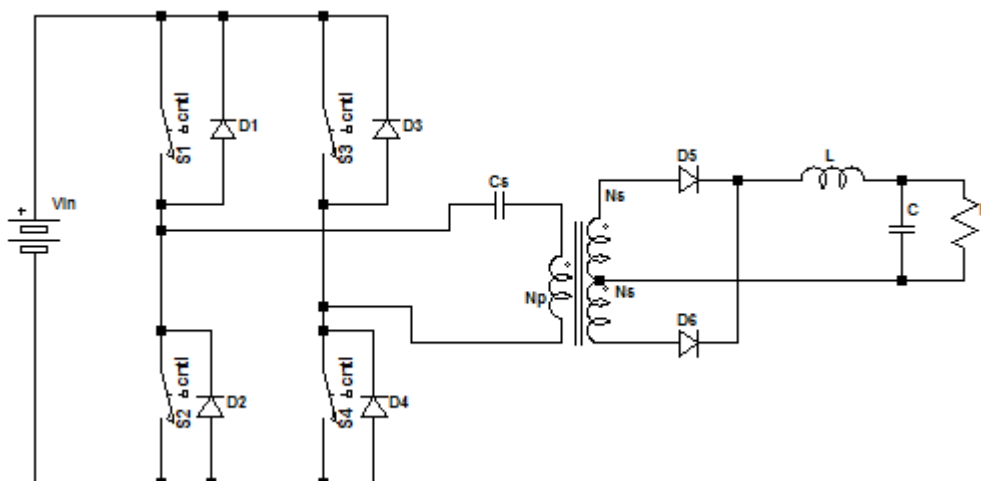 cntl
S1
D1
cntl
S3
D3
+
Vin
Cs
D5
L
Ns
C
Np
Ns
D6
cntl
S2
D2
cntl
S4
D4